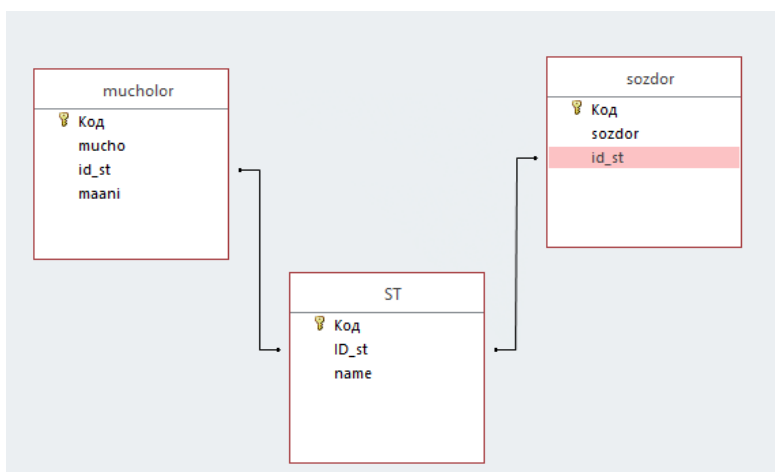 mucholor
Код
mucho
id_st
maani
sozdor
Код
sozdor
id_st
ST
Код
ID_st
name